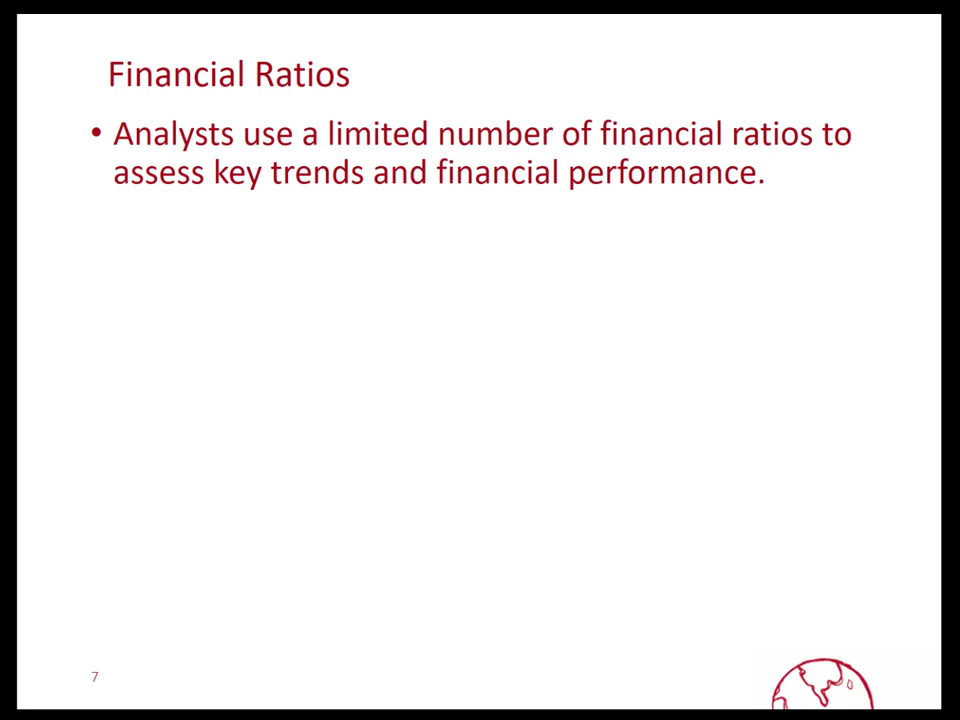 Financial Ratios
• Analysts use a limited number of financial ratios to
assess key trends and financial performance.
7